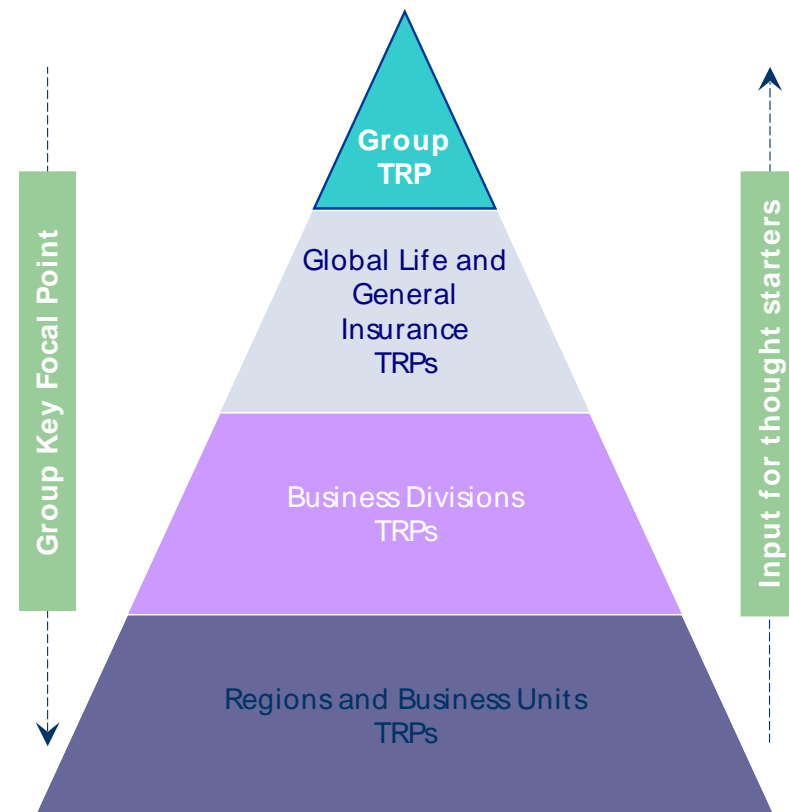 Group
TRP
Global Life and
General
Insurance
TRPs
Business Divisions
TRPs
Regions and Business Units
TRPs
Group Key Focal Point
Input for thought starters